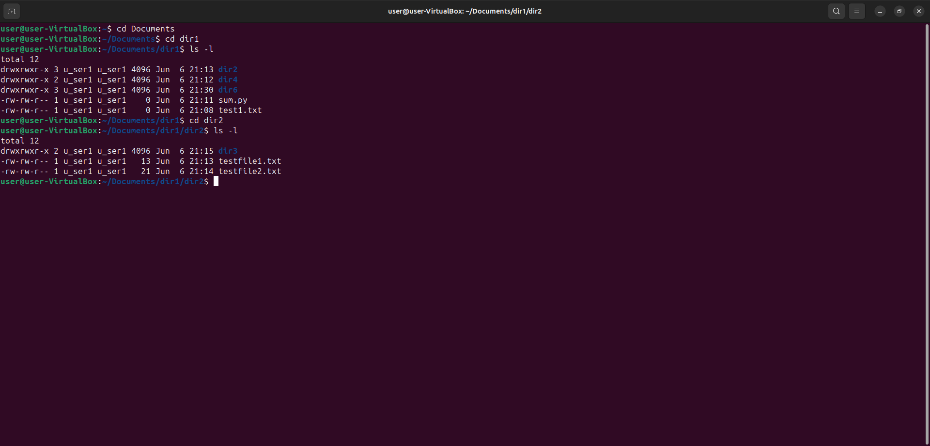 user@user-VirtualBox: ~/Documents/dir1/dir2
user@user-VirtualBox:~$ cd Documents
user@user-VirtualBox:~/Documents$ cd dir1
user@user-VirtualBox:~/Documents/dir1$ ls -l
total 12
drwxrwxr-x 3 u_ser1 u_ser1 4096 Jun  6 21:13 dir2
drwxrwxr-x 2 u_ser1 u_ser1 4096 Jun  6 21:12 dir4
drwxrwxr-x 3 u_ser1 u_ser1 4096 Jun  6 21:30 dir6
-rw-rw-r-- 1 u_ser1 u_ser1    0 Jun  6 21:11 sum.py
-rw-rw-r-- 1 u_ser1 u_ser1    0 Jun  6 21:08 test1.txt
user@user-VirtualBox:~/Documents/dir1$ cd dir2
user@user-VirtualBox:~/Documents/dir1/dir2$ ls -l
total 12
drwxrwxr-x 2 u_ser1 u_ser1 4096 Jun  6 21:15 dir3
-rw-rw-r-- 1 u_ser1 u_ser1   13 Jun  6 21:13 testfile1.txt
-rw-rw-r-- 1 u_ser1 u_ser1   21 Jun  6 21:14 testfile2.txt
user@user-VirtualBox:~/Documents/dir1/dir2$